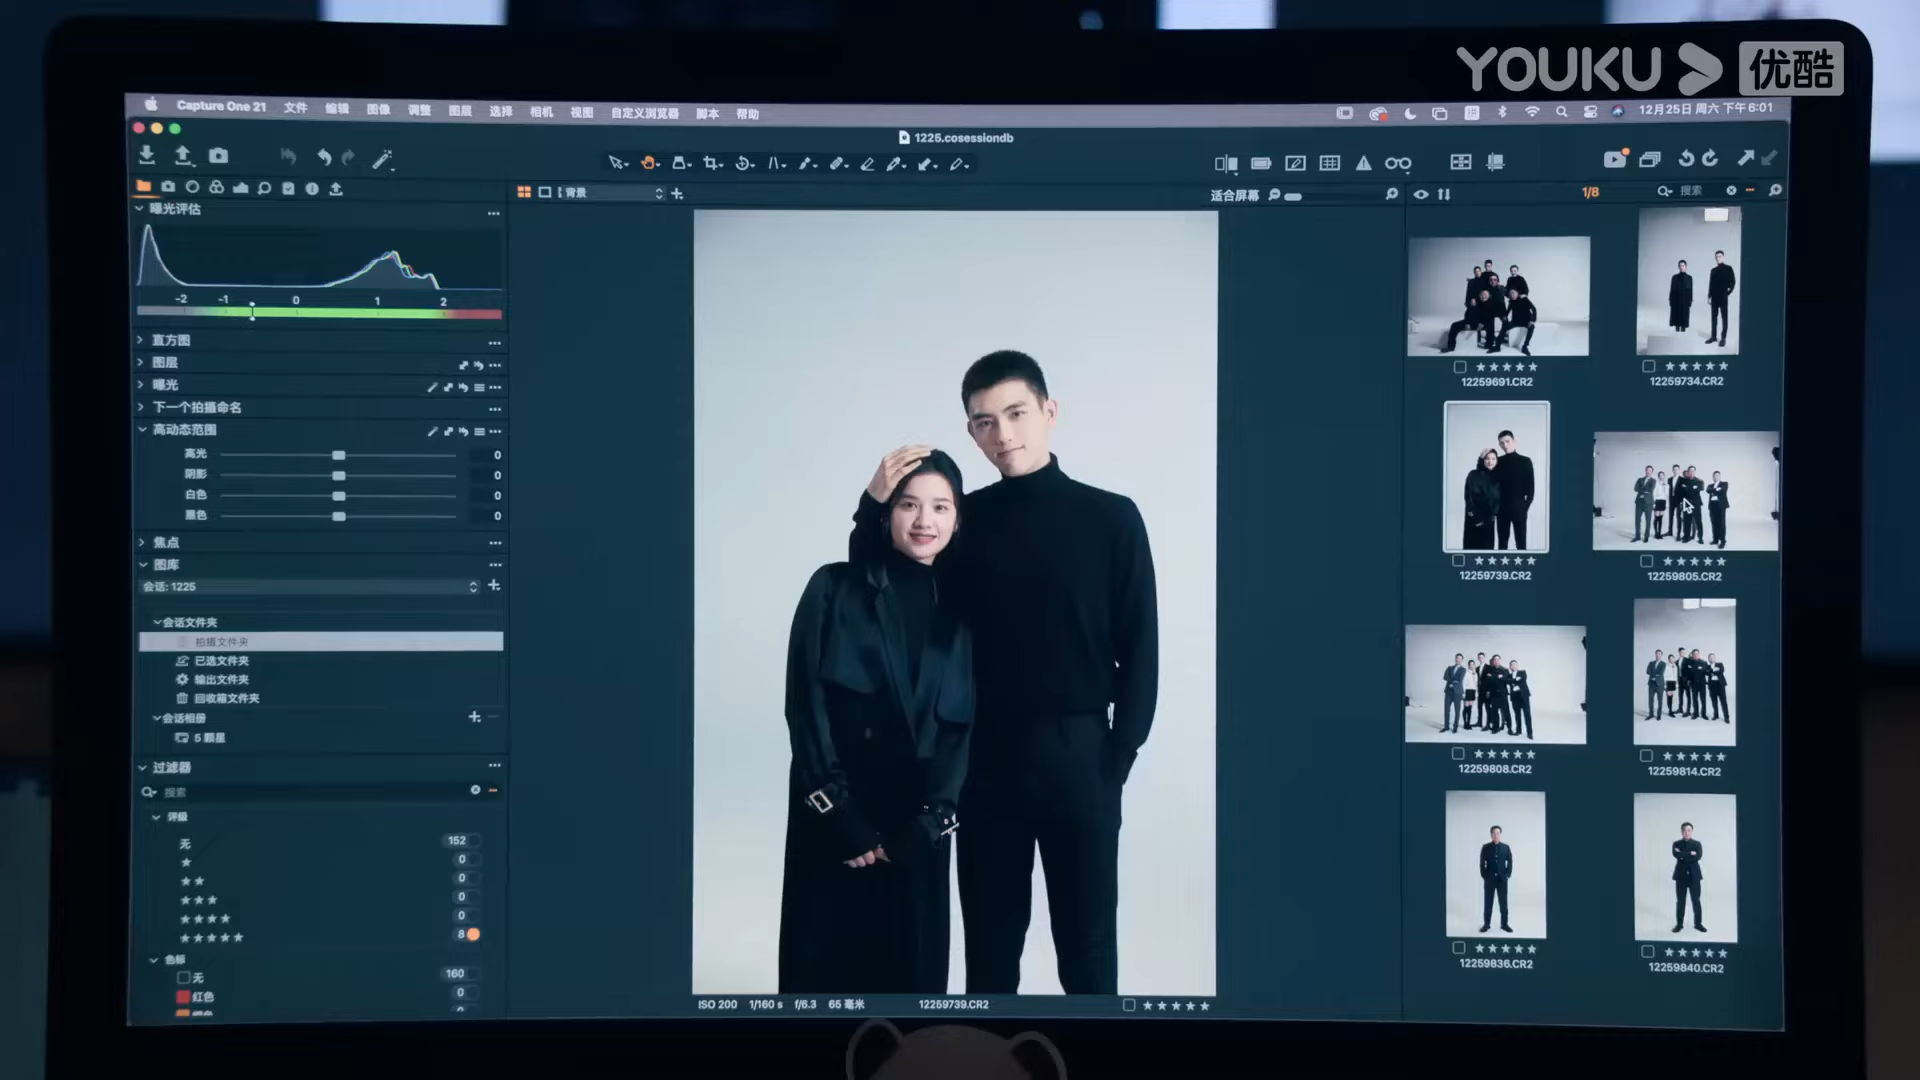 YOUKU 优酷
Capture One 21 文件 编辑 图像 调整 图层 选择 相机 视图 自定义浏览器 脚本 帮助
12月25日 周六 下午6:01
1225.cosessiondb
背景
适合屏幕
1/8
搜索
曝光评估
-2 -1 0 1 2
直方图
图层
曝光
下一个拍摄命名
高动态范围
高光 0
阴影 0
白色 0
黑色 0
焦点
图库
会话: 1225
会话文件夹
拍摄文件夹
已选文件夹
输出文件夹
回收箱文件夹
会话相册
5 颗星
过滤器
搜索
评级
无 152
★ 0
★★ 0
★★★ 0
★★★★ 0
★★★★★ 8
色标
无 160
红色 0
ISO 200 1/160 s f/6.3 65 毫米 12259739.CR2 ★★★★★
★★★★★
12259691.CR2
★★★★★
12259734.CR2
★★★★★
12259739.CR2
★★★★★
12259805.CR2
★★★★★
12259808.CR2
★★★★★
12259814.CR2
★★★★★
12259836.CR2
★★★★★
12259840.CR2